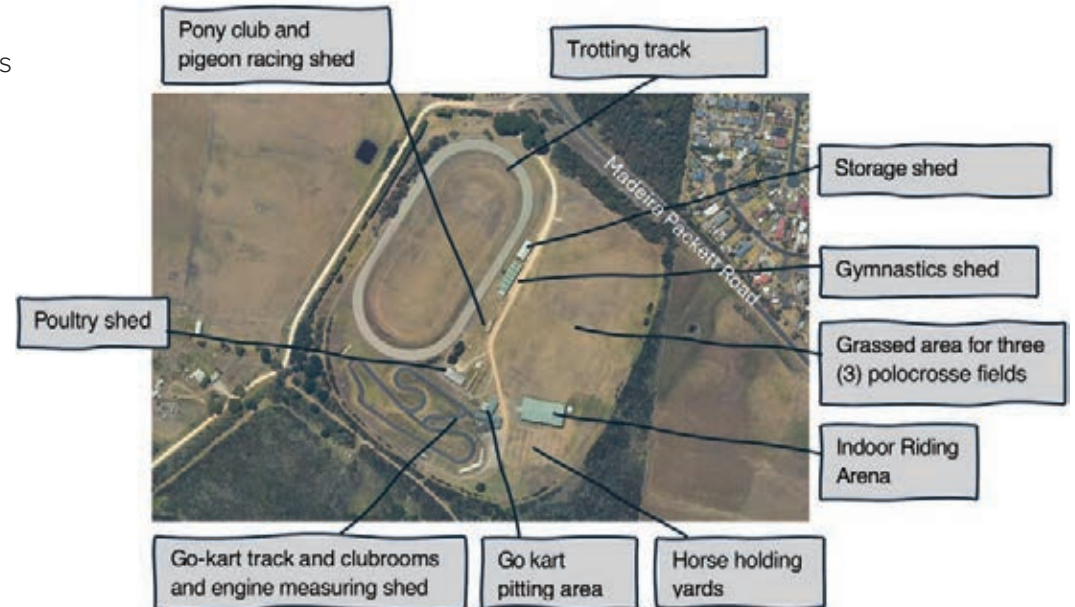 s
Pony club and
pigeon racing shed
Trotting track
Madeira Packett Road
Storage shed
Gymnastics shed
Poultry shed
Grassed area for three
(3) polocrosse fields
Indoor Riding
Arena
Go-kart track and clubrooms
and engine measuring shed
Go kart
pitting area
Horse holding
yards